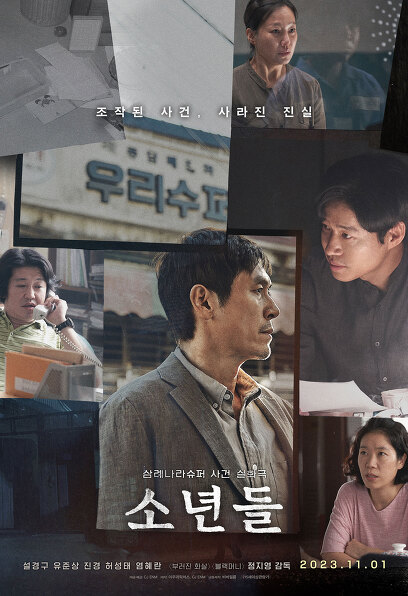 조작된 사건, 사라진 진실
우리수퍼
삼례나라슈퍼 사건 실화극
소년들
설경구 유준상 진경 허성태 염혜란 <부러진 화살> <블랙머니> 정지영 감독 2023.11.01